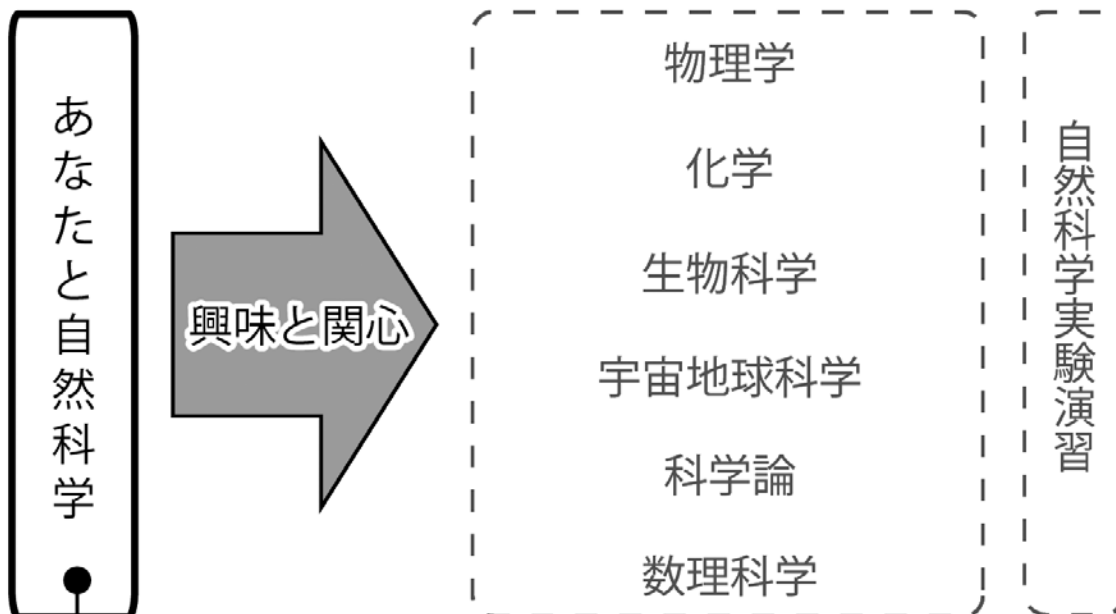 あなたと自然科学
興味と関心
物理学
化学
生物科学
宇宙地球科学
科学論
数理科学
自然科学実験演習